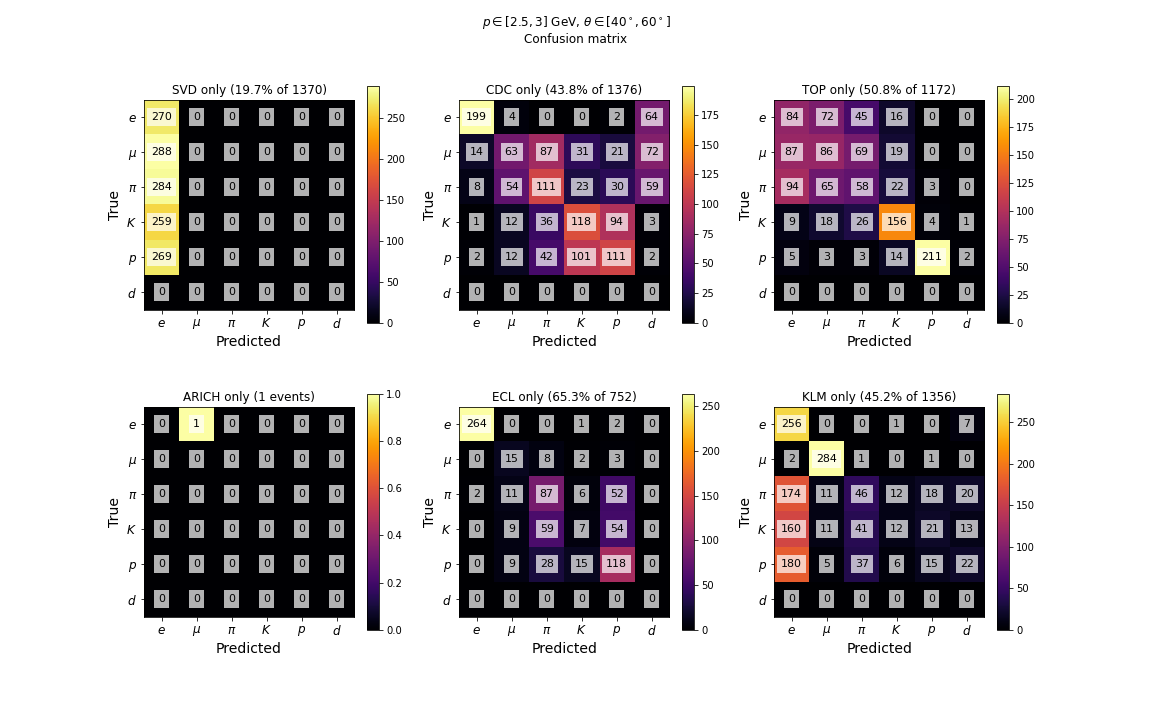 p ∈ [2.5, 3] GeV, θ ∈ [40°, 60°]
Confusion matrix
SVD only (19.7% of 1370)
True
e 270 0 0 0 0 0
μ 288 0 0 0 0 0
π 284 0 0 0 0 0
K 259 0 0 0 0 0
p 269 0 0 0 0 0
d 0 0 0 0 0 0
e μ π K p d
Predicted
250
200
150
100
50
0
CDC only (43.8% of 1376)
True
e 199 4 0 0 2 64
μ 14 63 87 31 21 72
π 8 54 111 23 30 59
K 1 12 36 118 94 3
p 2 12 42 101 111 2
d 0 0 0 0 0 0
e μ π K p d
Predicted
175
150
125
100
75
50
25
0
TOP only (50.8% of 1172)
True
e 84 72 45 16 0 0
μ 87 86 69 19 0 0
π 94 65 58 22 3 0
K 9 18 26 156 4 1
p 5 3 3 14 211 2
d 0 0 0 0 0 0
e μ π K p d
Predicted
200
175
150
125
100
75
50
25
0
ARICH only (1 events)
True
e 0 1 0 0 0 0
μ 0 0 0 0 0 0
π 0 0 0 0 0 0
K 0 0 0 0 0 0
p 0 0 0 0 0 0
d 0 0 0 0 0 0
e μ π K p d
Predicted
1.0
0.8
0.6
0.4
0.2
0.0
ECL only (65.3% of 752)
True
e 264 0 0 1 2 0
μ 0 15 8 2 3 0
π 2 11 87 6 52 0
K 0 9 59 7 54 0
p 0 9 28 15 118 0
d 0 0 0 0 0 0
e μ π K p d
Predicted
250
200
150
100
50
0
KLM only (45.2% of 1356)
True
e 256 0 0 1 0 7
μ 2 284 1 0 1 0
π 174 11 46 12 18 20
K 160 11 41 12 21 13
p 180 5 37 6 15 22
d 0 0 0 0 0 0
e μ π K p d
Predicted
250
200
150
100
50
0